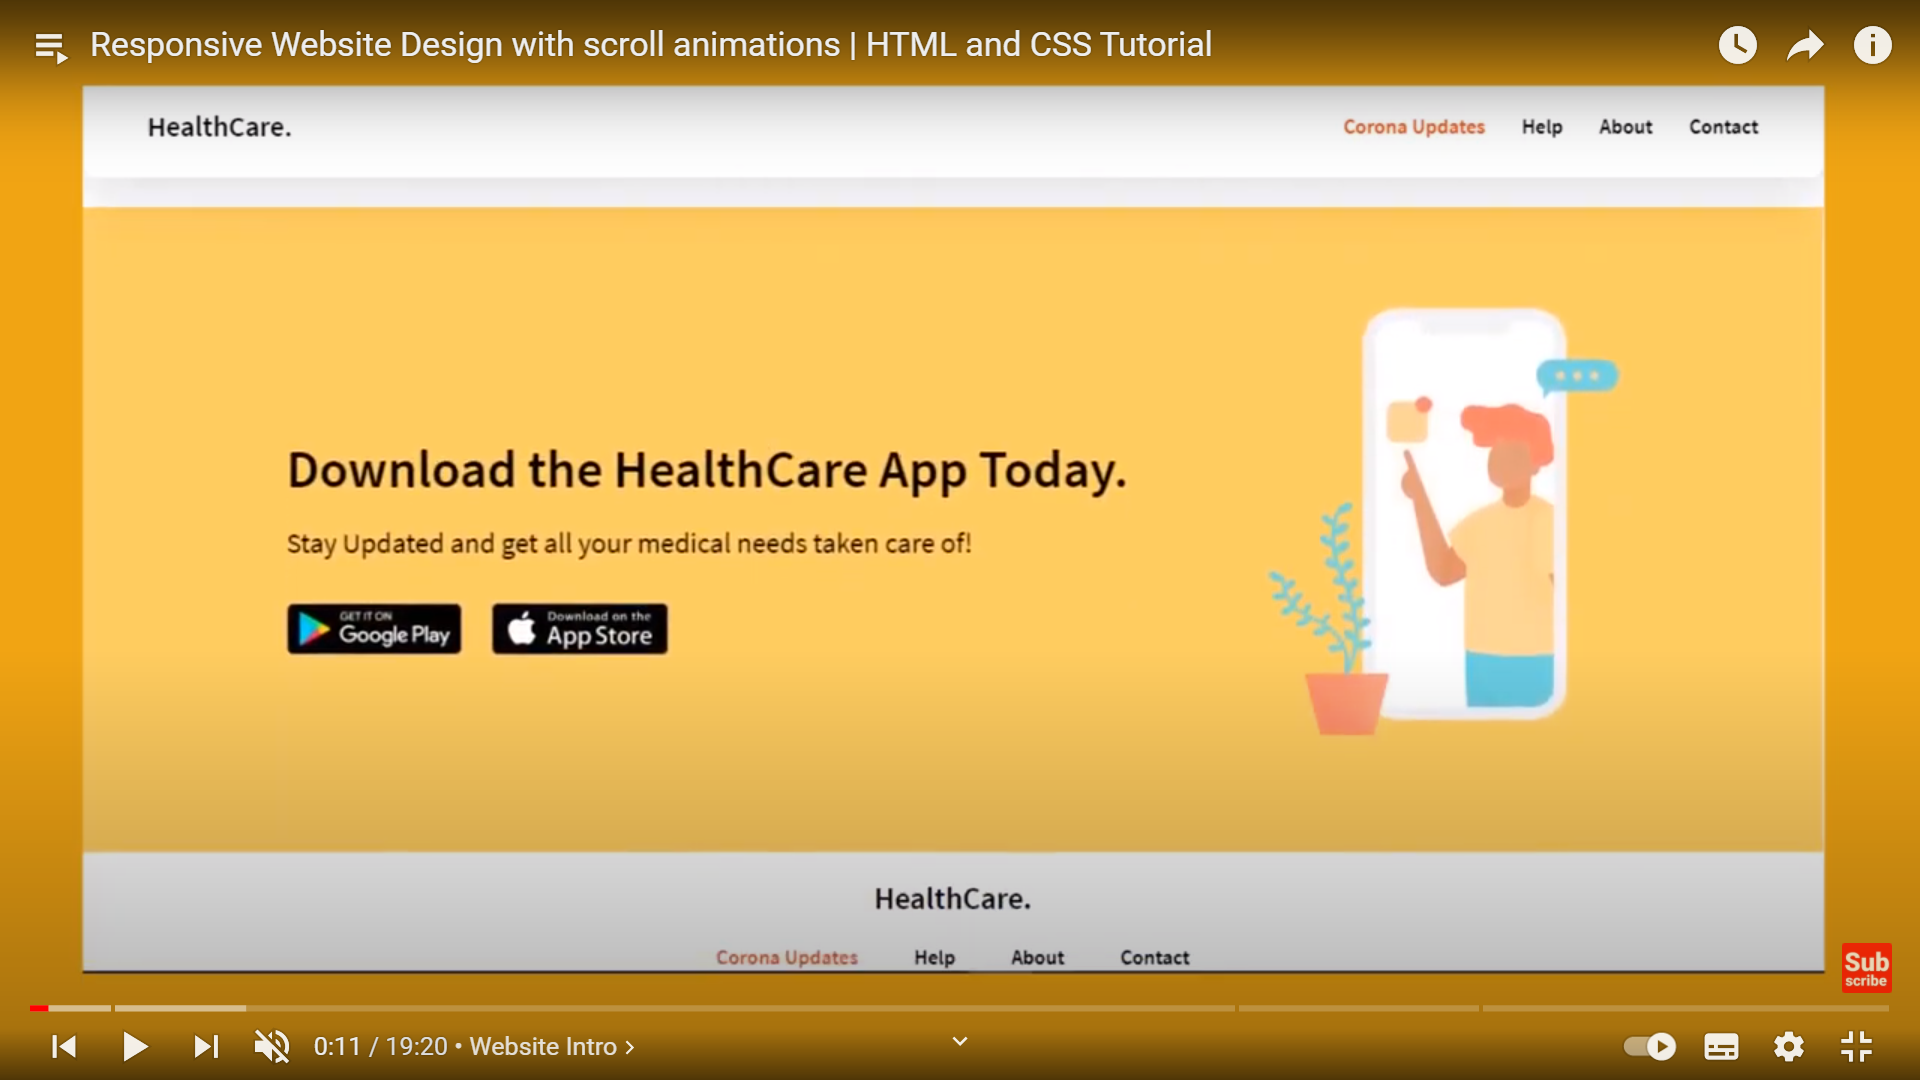 Responsive Website Design with scroll animations | HTML and CSS Tutorial
HealthCare.
Corona Updates Help About Contact
Download the HealthCare App Today.
Stay Updated and get all your medical needs taken care of!
GET IT ON
Google Play
Download on the
App Store
HealthCare.
Corona Updates Help About Contact
Sub
scribe
0:11 / 19:20 • Website Intro